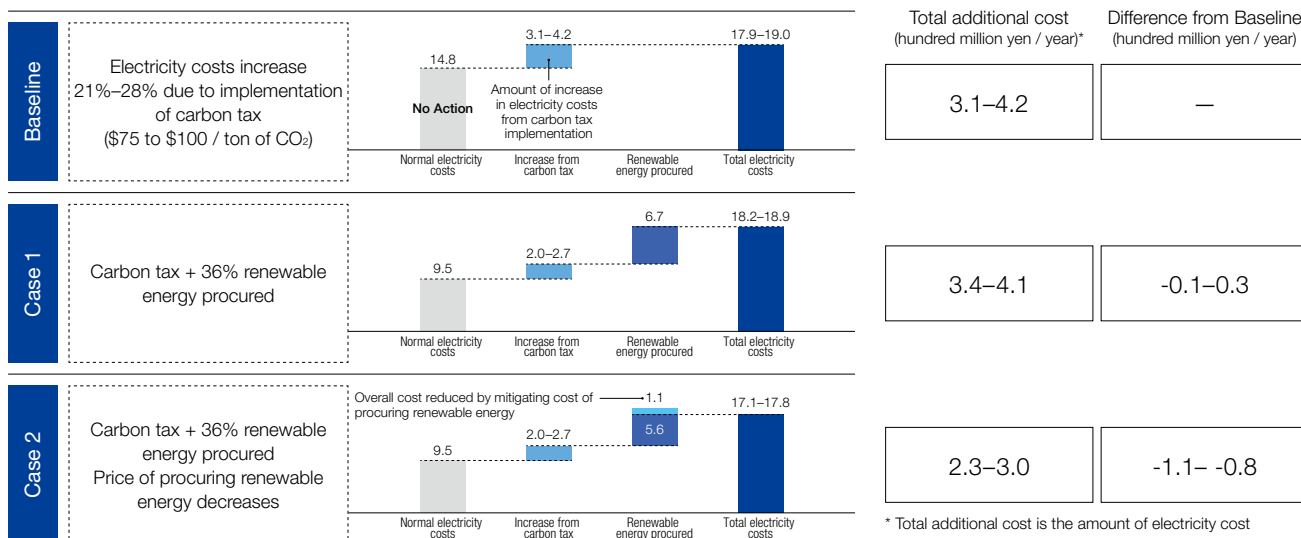 Total additional cost
(hundred million yen / year)*
Difference from Baseline
(hundred million yen / year)
Baseline
Electricity costs increase
21%–28% due to implementation
of carbon tax
($75 to $100 / ton of CO₂)
14.8
3.1–4.2
17.9–19.0
No Action
Amount of increase
in electricity costs
from carbon tax
implementation
Normal electricity
costs
Increase from
carbon tax
Renewable
energy procured
Total electricity
costs
3.1–4.2
—
Case 1
Carbon tax + 36% renewable
energy procured
9.5
2.0–2.7
6.7
18.2–18.9
Normal electricity
costs
Increase from
carbon tax
Renewable
energy procured
Total electricity
costs
3.4–4.1
-0.1–0.3
Case 2
Carbon tax + 36% renewable
energy procured
Price of procuring renewable
energy decreases
Overall cost reduced by mitigating cost of
procuring renewable energy
9.5
2.0–2.7
1.1
5.6
17.1–17.8
Normal electricity
costs
Increase from
carbon tax
Renewable
energy procured
Total electricity
costs
2.3–3.0
-1.1– -0.8
* Total additional cost is the amount of electricity cost